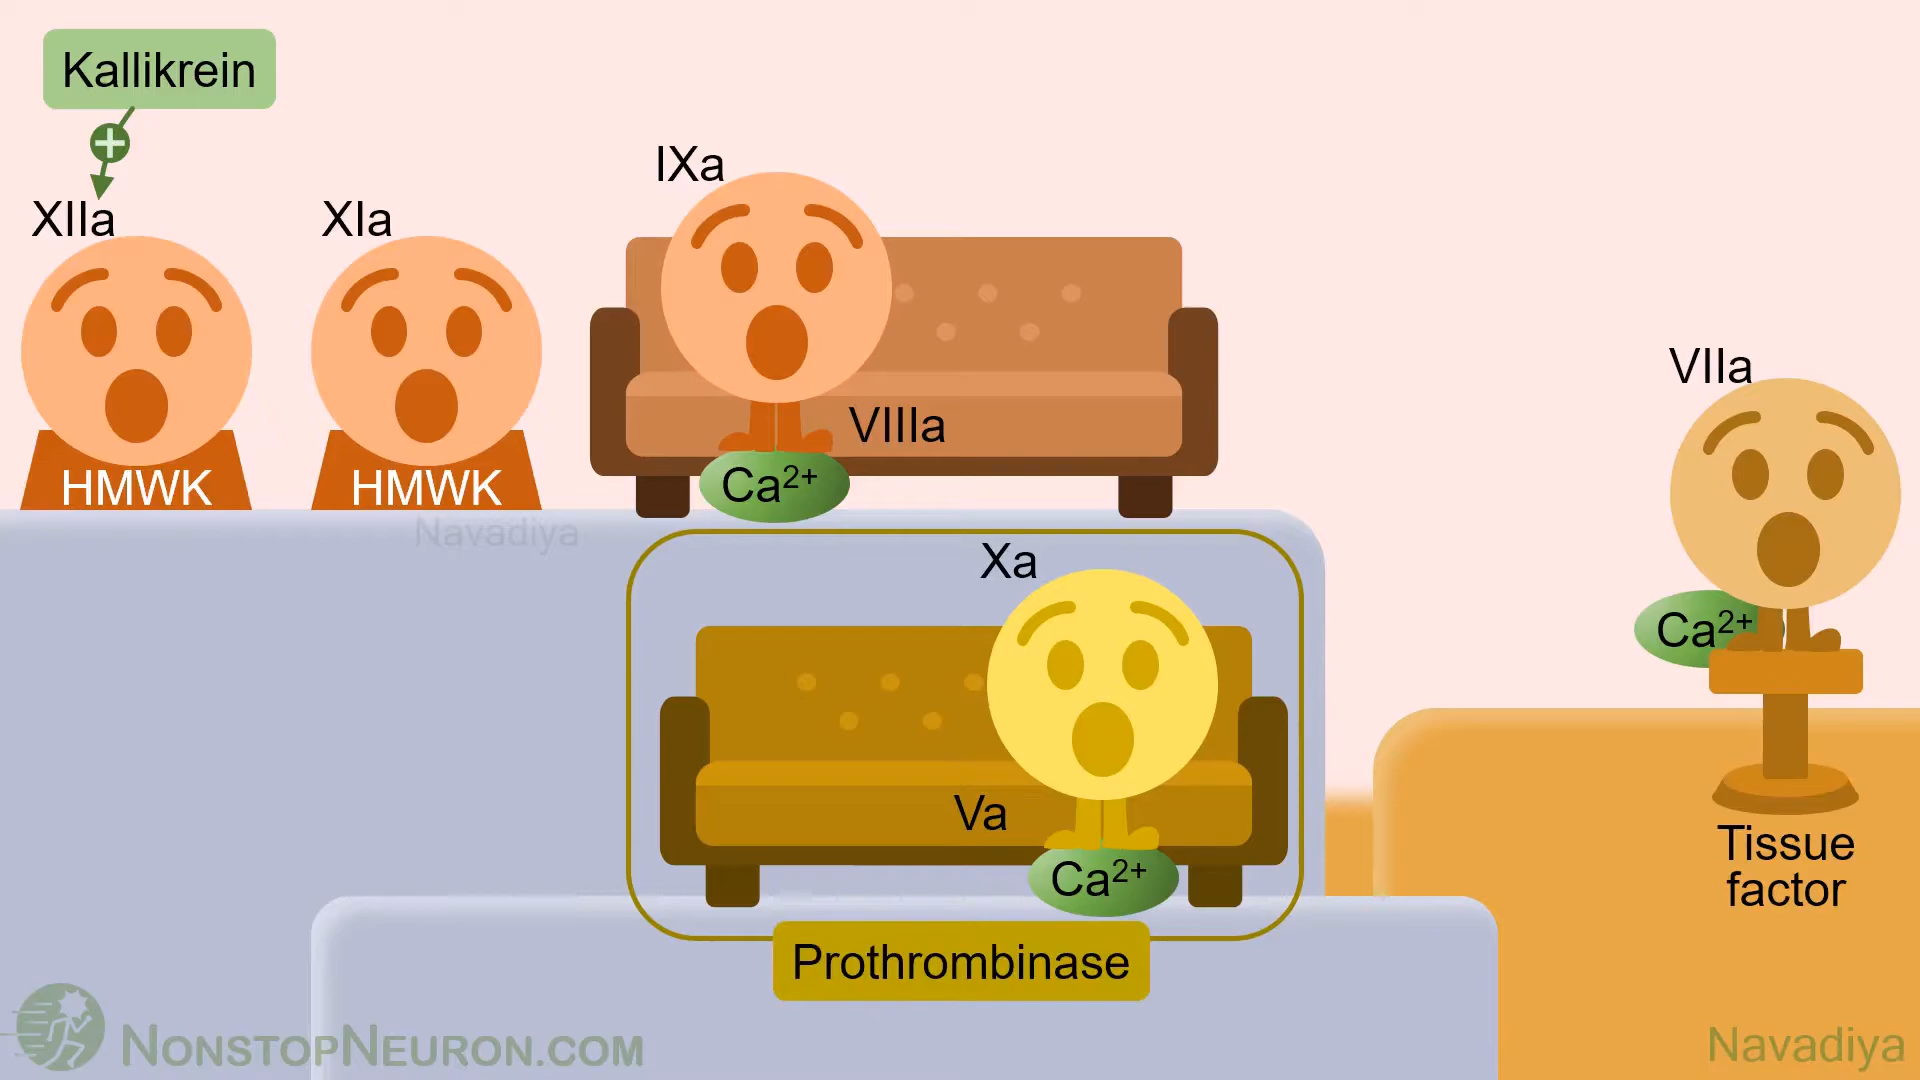 Kallikrein
XIIa
XIa
IXa
HMWK
HMWK
VIIIa
Ca²⁺
Navadiya
Xa
Va
Ca²⁺
Prothrombinase
VIIa
Ca²⁺
Tissue
factor
NONSTOPNEURON.COM
Navadiya